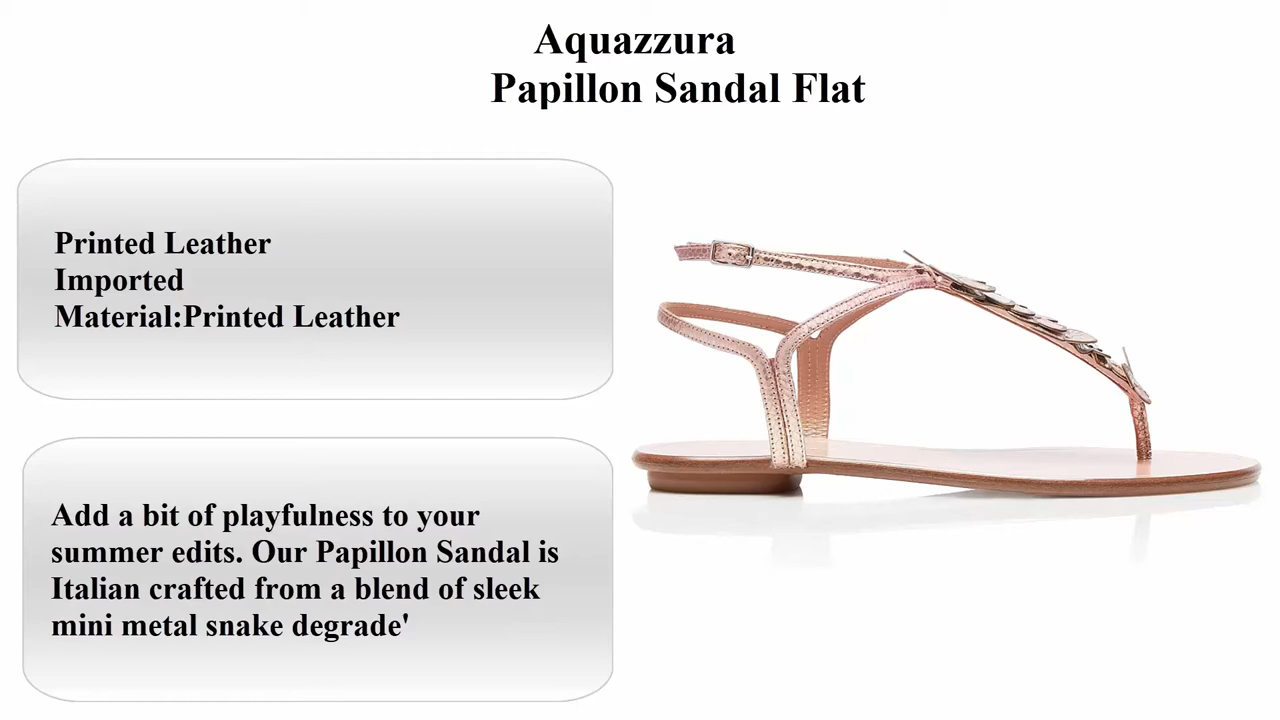 Aquazzura
Papillon Sandal Flat
Printed Leather
Imported
Material:Printed Leather
Add a bit of playfulness to your
summer edits. Our Papillon Sandal is
Italian crafted from a blend of sleek
mini metal snake degrade'